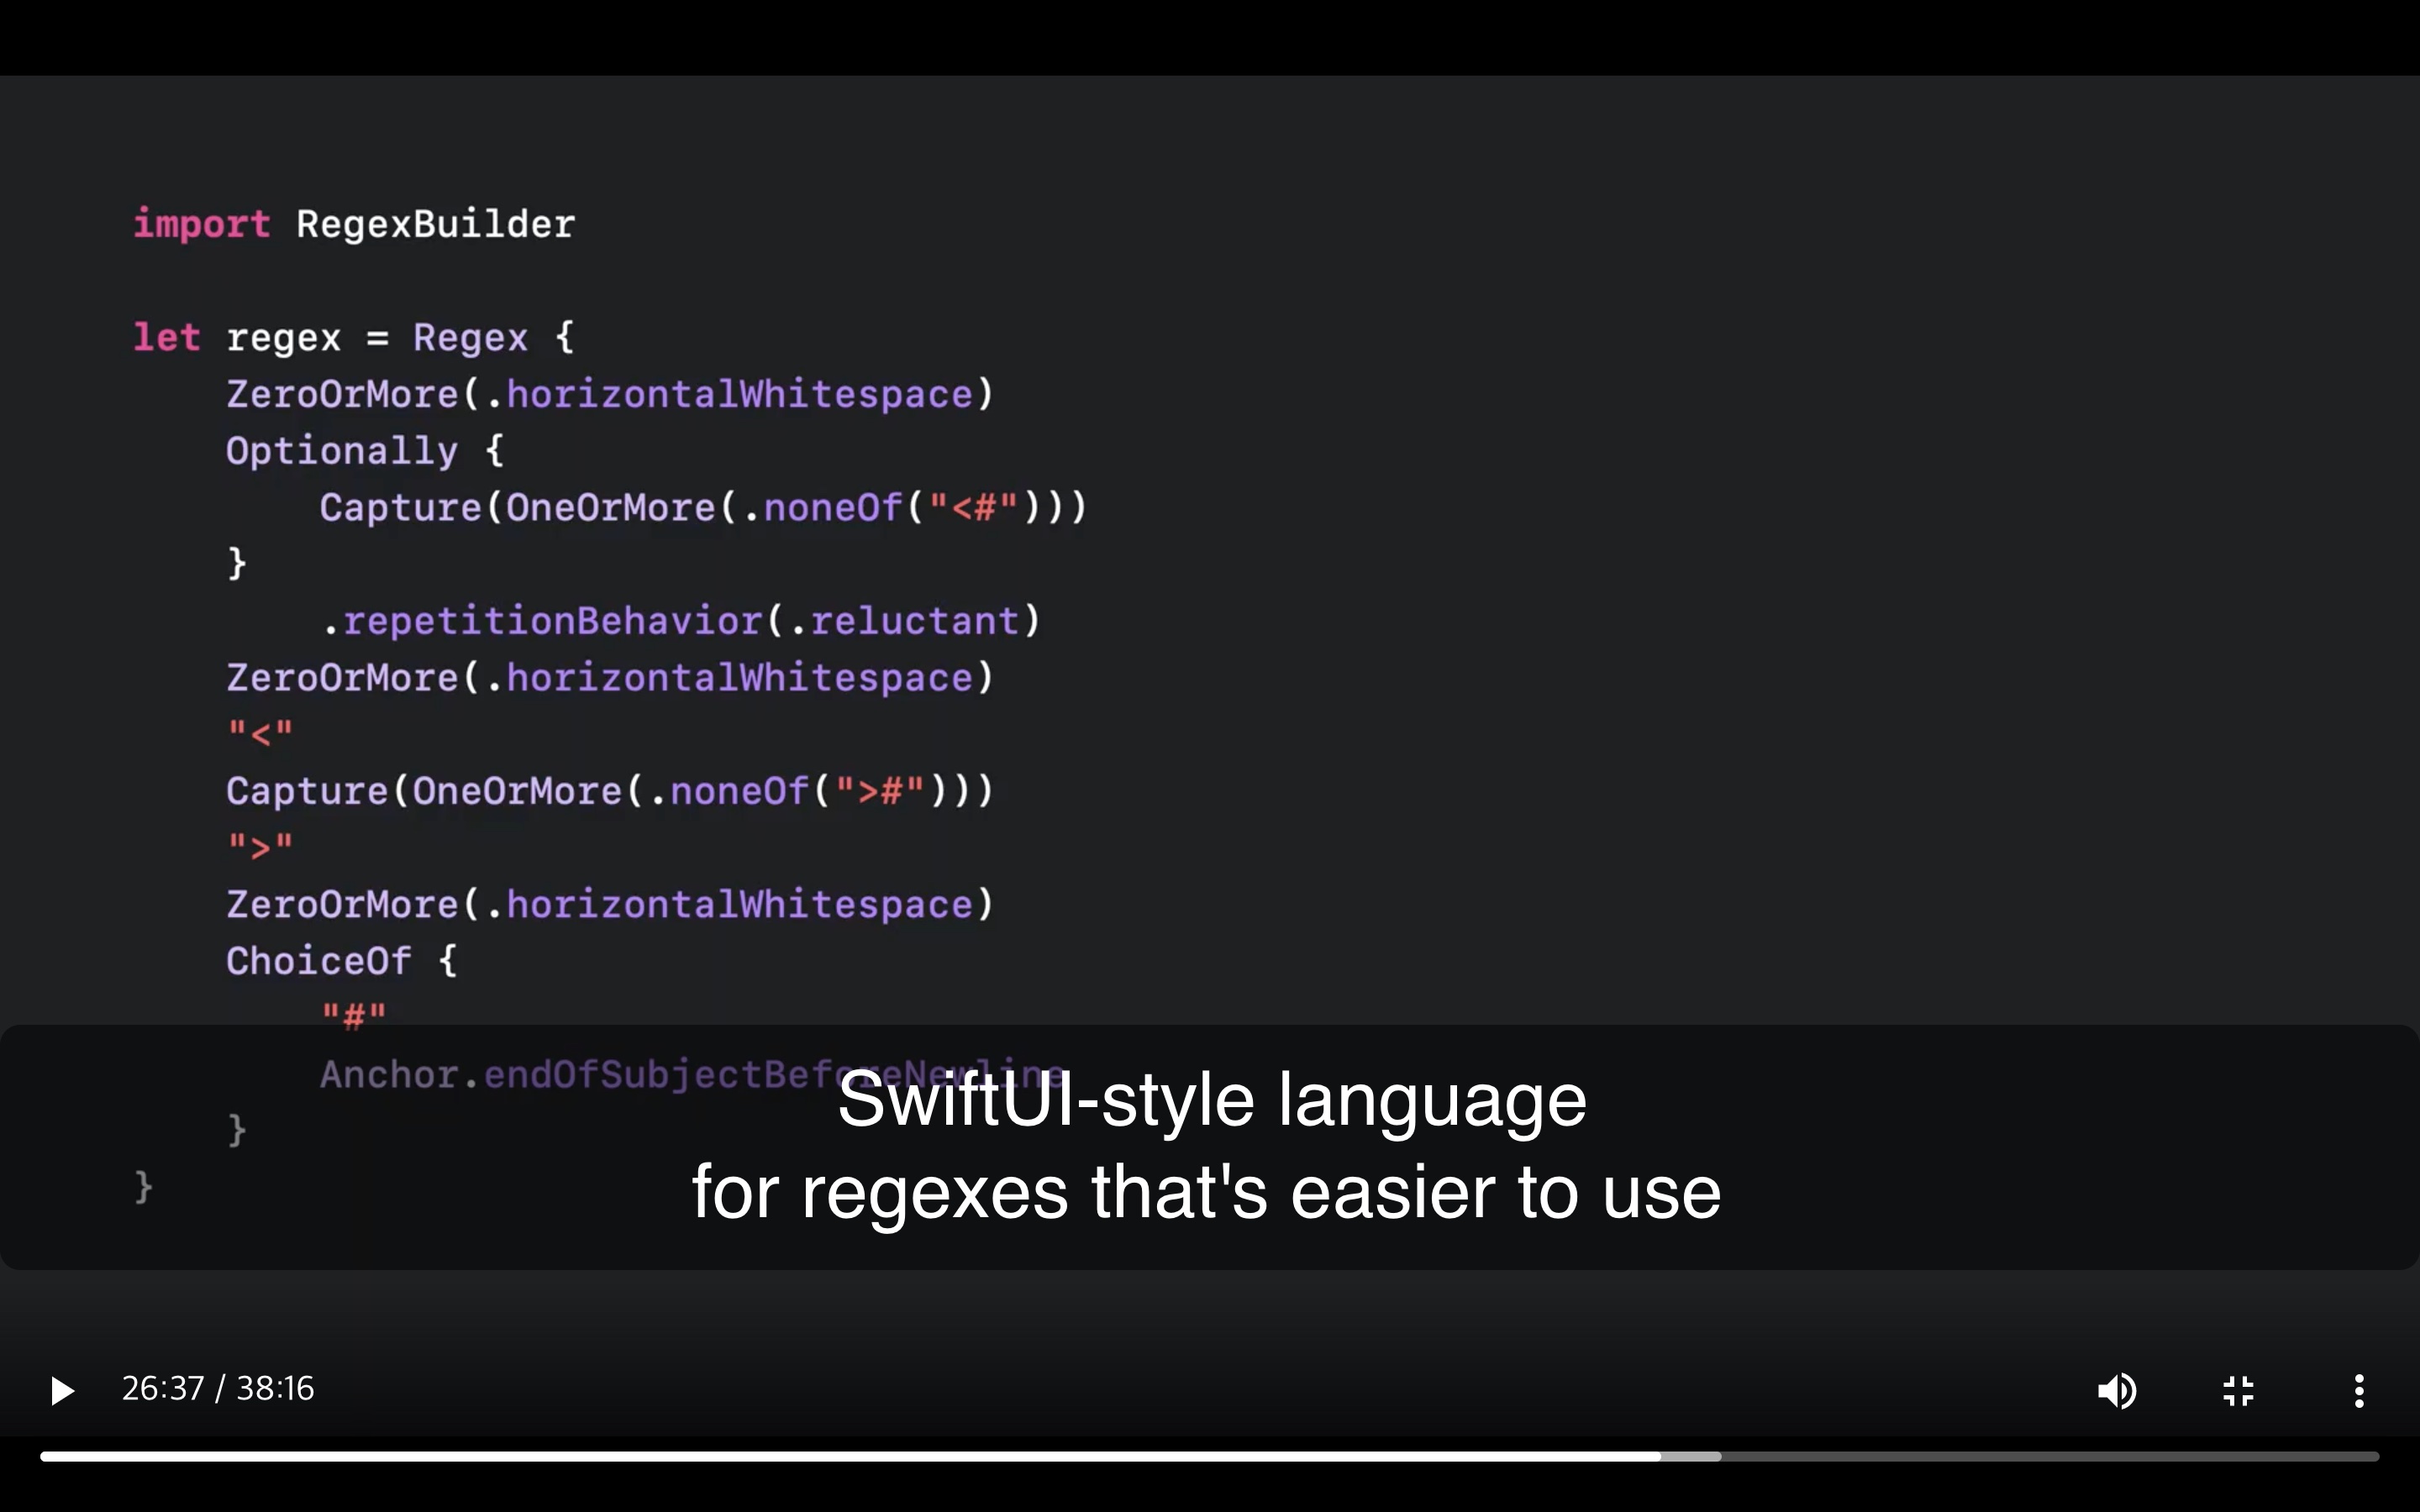 import RegexBuilder
let regex = Regex {
    ZeroOrMore(.horizontalWhitespace)
    Optionally {
        Capture(OneOrMore(.noneOf("<#")))
    }
        .repetitionBehavior(.reluctant)
    ZeroOrMore(.horizontalWhitespace)
    "<"
    Capture(OneOrMore(.noneOf(">#")))
    ">"
    ZeroOrMore(.horizontalWhitespace)
    ChoiceOf {
        "#"
        Anchor.endOfSubjectBeforeNewline
    }
}
SwiftUI-style language
for regexes that's easier to use
26:37 / 38:16